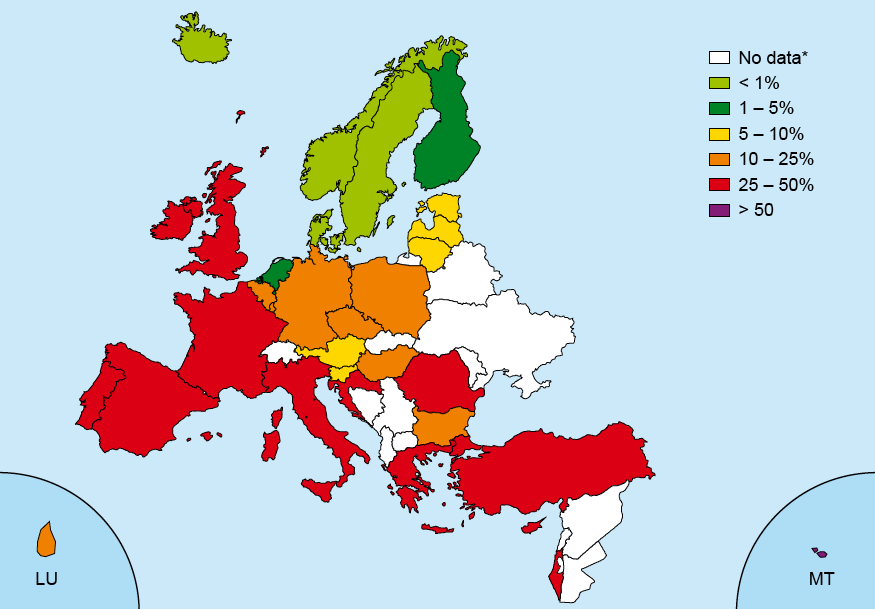 No data*
< 1%
1 – 5%
5 – 10%
10 – 25%
25 – 50%
> 50
LU
MT